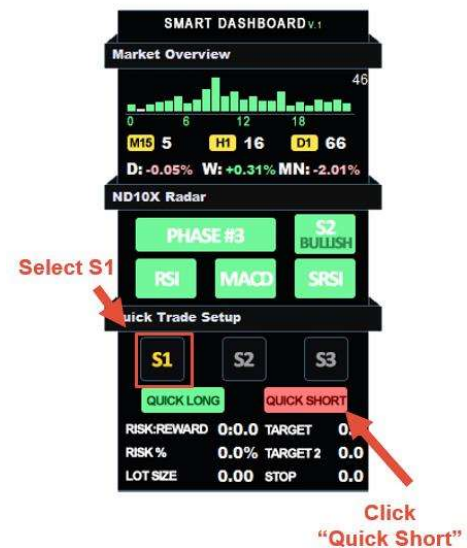 SMART DASHBOARD V.1
Market Overview
46
0 6 12 18
M15 5 H1 16 D1 66
D: -0.05% W: +0.31% MN: -2.01%
ND10X Radar
PHASE #3 S2 BULLISH
RSI MACD SRSI
Select S1
uick Trade Setup
S1 S2 S3
QUICK LONG QUICK SHORT
RISK:REWARD 0:0.0 TARGET 0.
RISK % 0.0% TARGET 2 0.0
LOT SIZE 0.00 STOP 0.0
Click
“Quick Short”